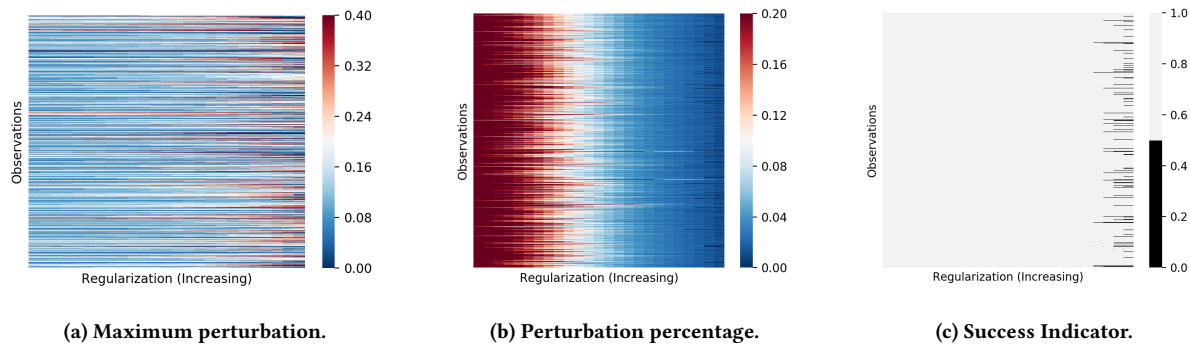 0.40
0.32
0.24
0.16
0.08
0.00
Observations
Regularization (Increasing)
(a) Maximum perturbation.
0.20
0.16
0.12
0.08
0.04
0.00
Observations
Regularization (Increasing)
(b) Perturbation percentage.
1.0
0.8
0.6
0.4
0.2
0.0
Observations
Regularization (Increasing)
(c) Success Indicator.